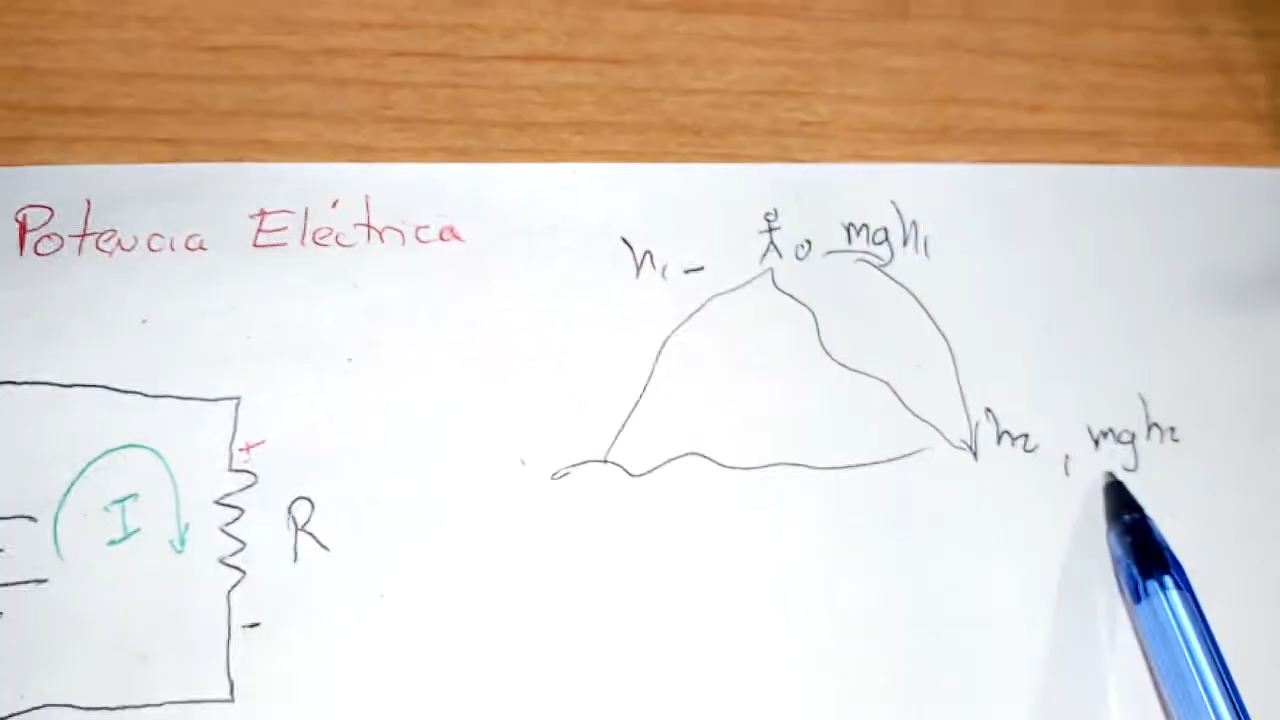 Potencia Eléctrica
h1 - mgh1
h2, mgh2
+
I
R
-